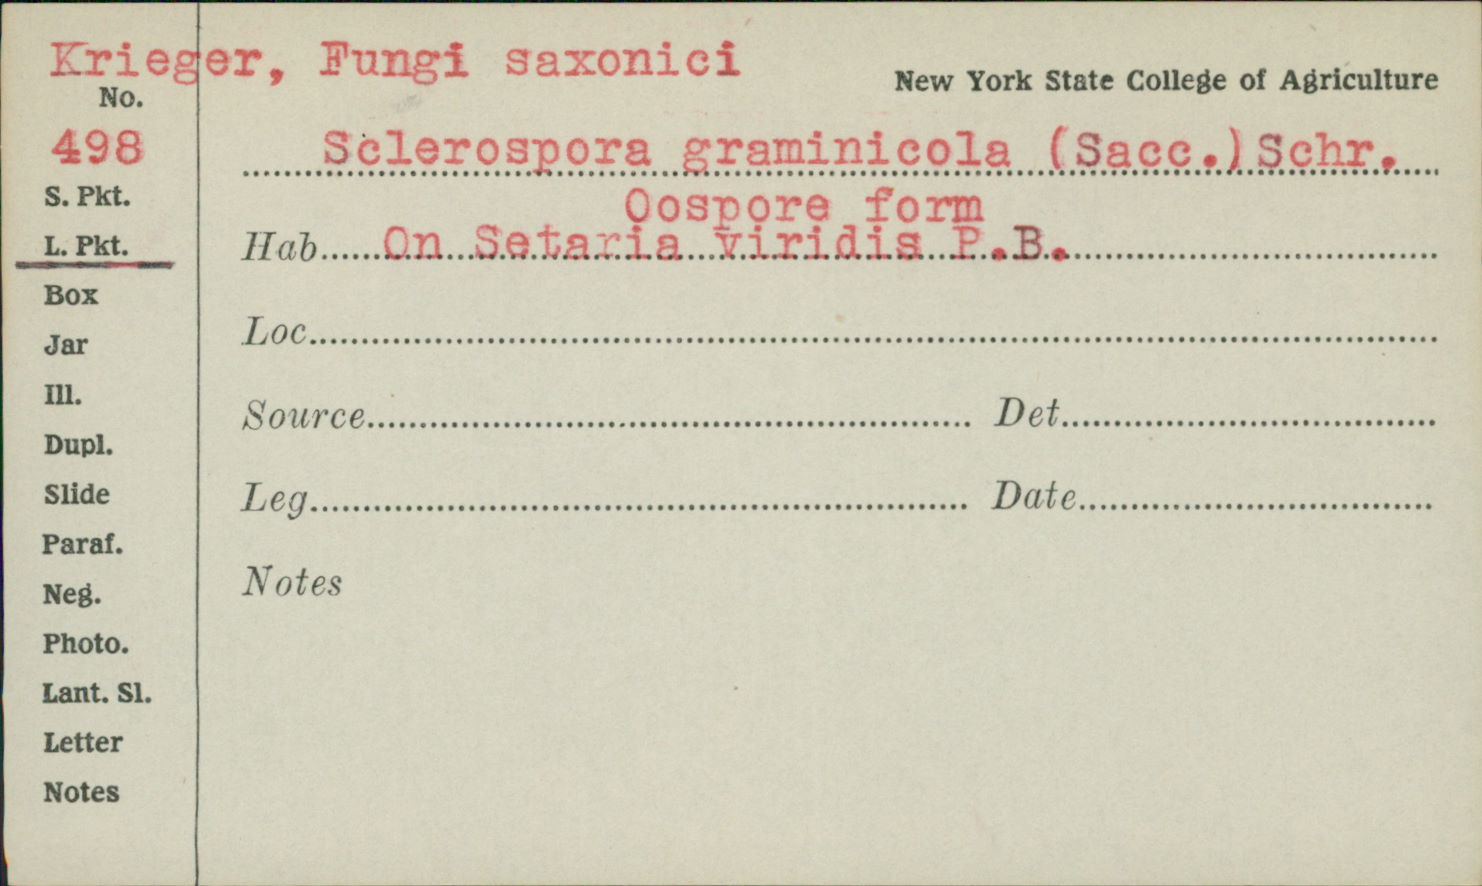 Krieger, Fungi saxonici
New York State College of Agriculture
No.
498
Sclerospora graminicola (Sacc.) Schr.
Oospore form
S. Pkt.
L. Pkt.
Hab. On Setaria viridis P.B.
Box
Jar
Loc.
Ill.
Source Det.
Dupl.
Slide
Leg. Date
Paraf.
Neg.
Notes
Photo.
Lant. Sl.
Letter
Notes